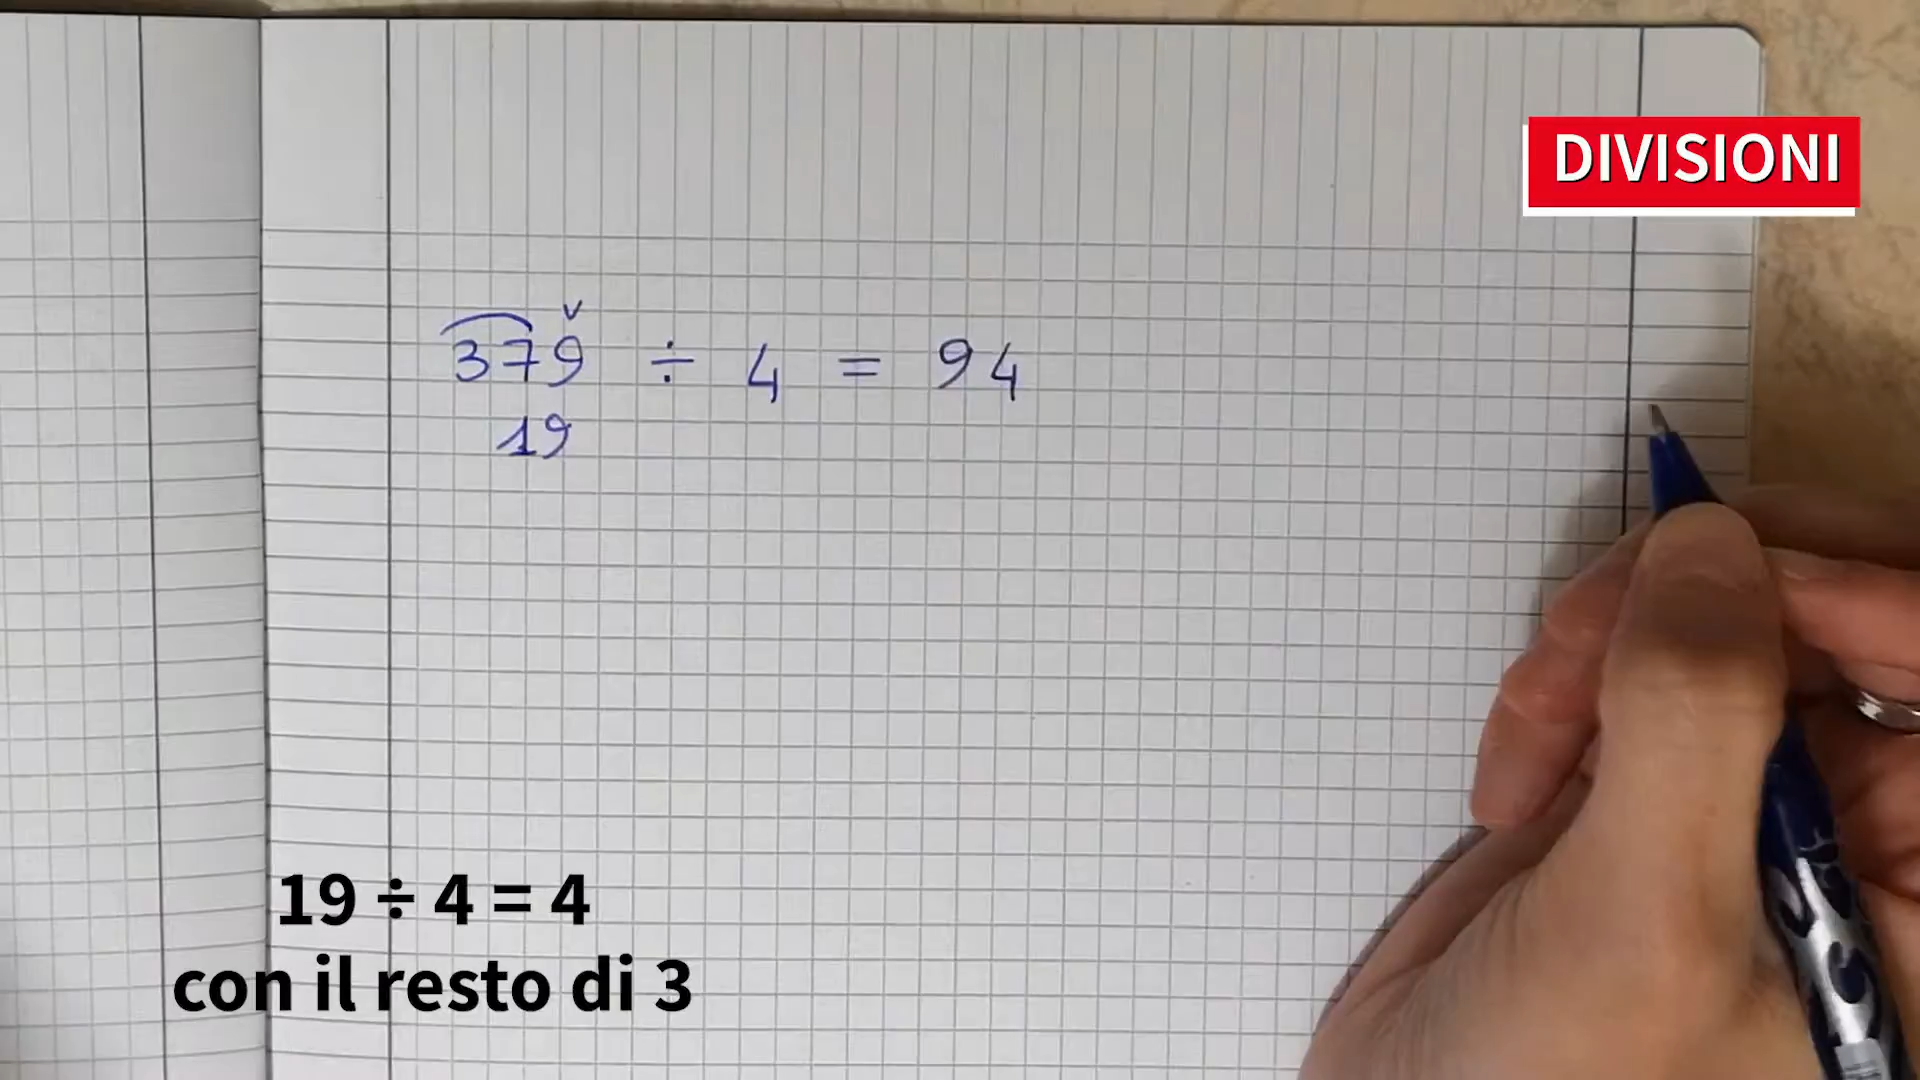 DIVISIONI
379 ÷ 4 = 94
19
19 ÷ 4 = 4
con il resto di 3